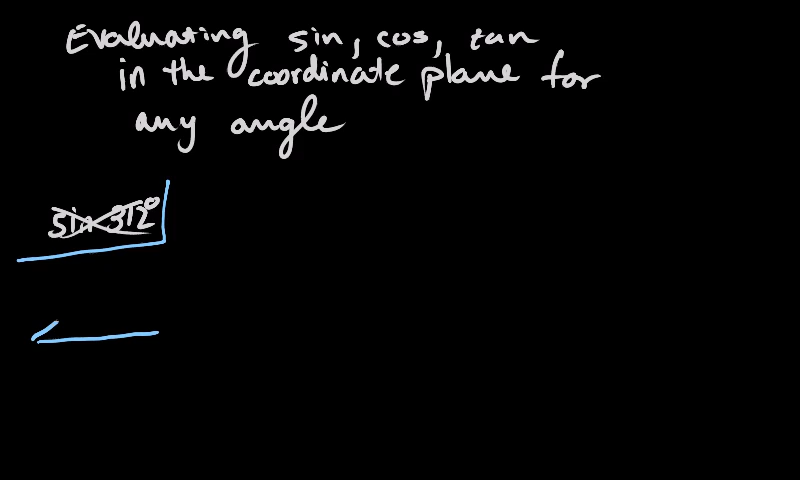 Evaluating sin, cos, tan
in the coordinate plane for
any angle
sin 312°